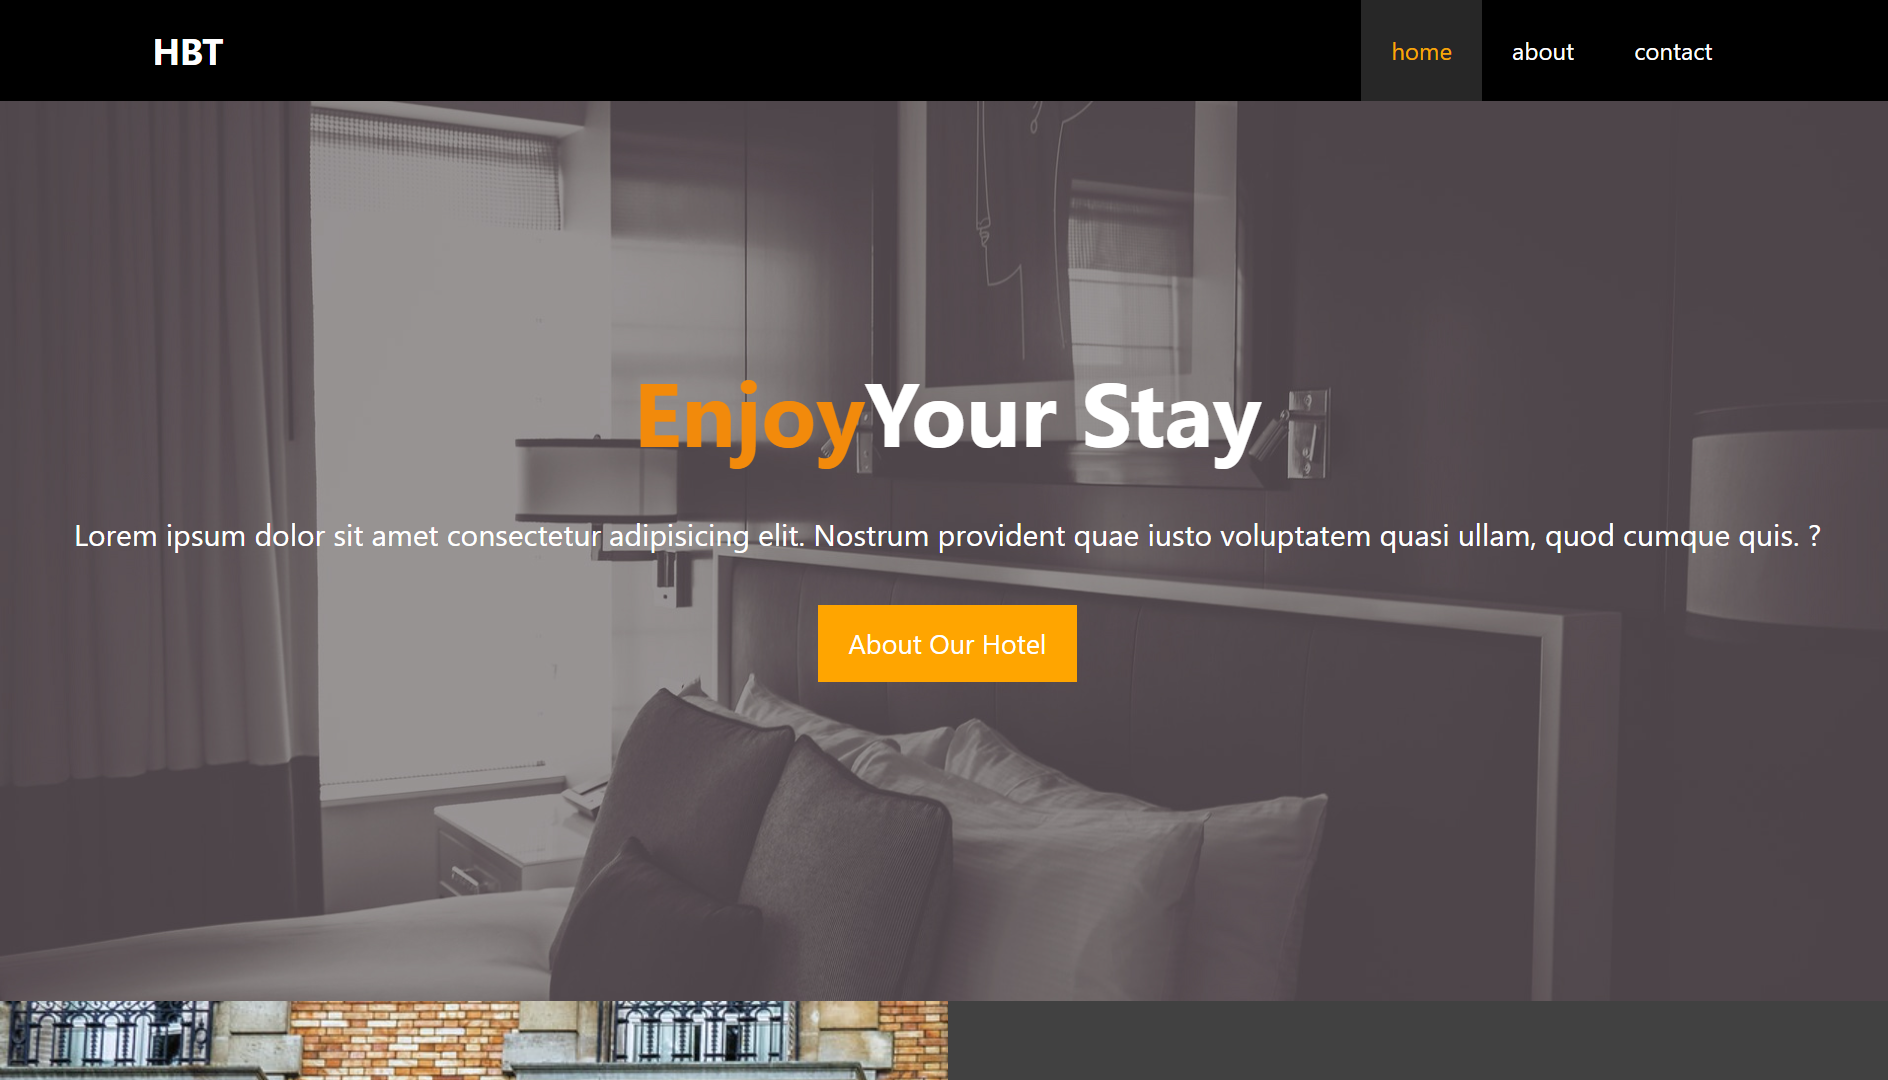 HBT
home
about
contact
EnjoyYour Stay
Lorem ipsum dolor sit amet consectetur adipisicing elit. Nostrum provident quae iusto voluptatem quasi ullam, quod cumque quis. ?
About Our Hotel